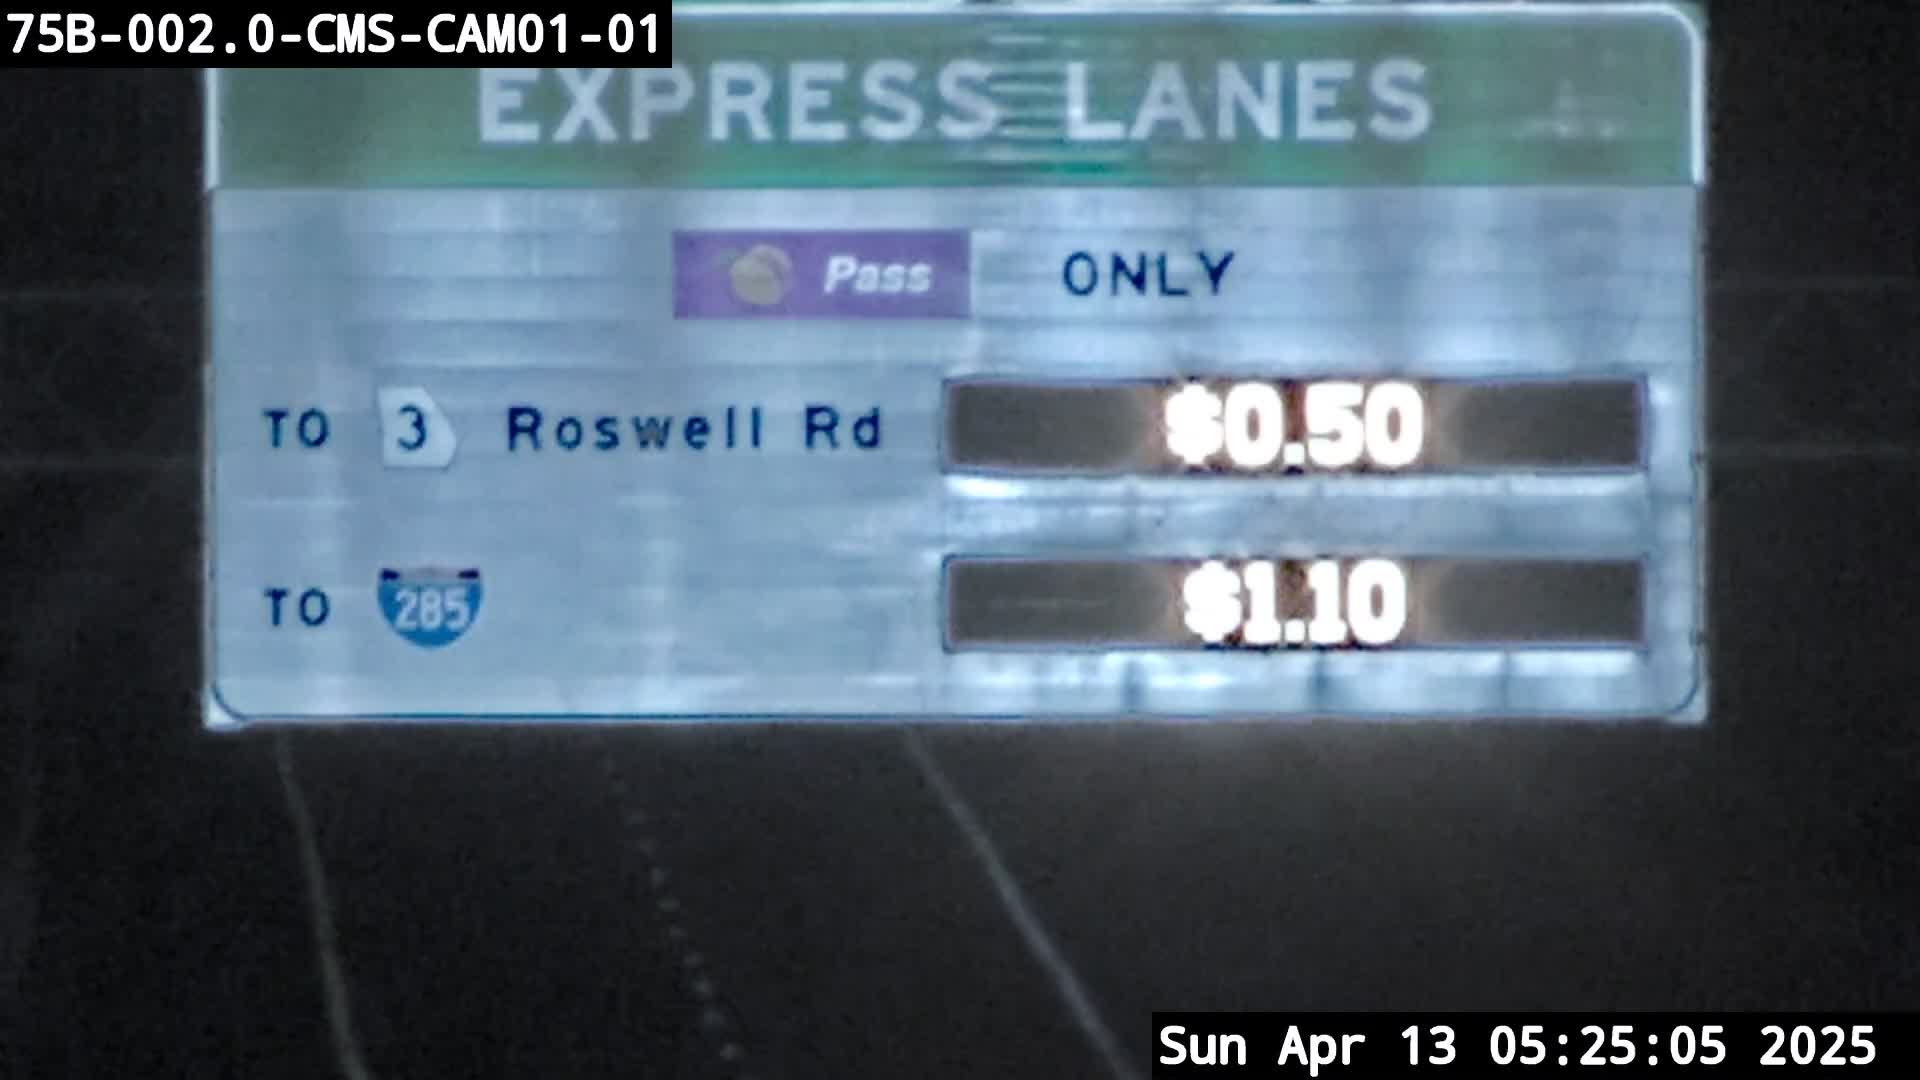 75B-002.0-CMS-CAM01-01
EXPRESS LANES
Pass ONLY
TO 3 Roswell Rd $0.50
TO 285 $1.10
Sun Apr 13 05:25:05 2025